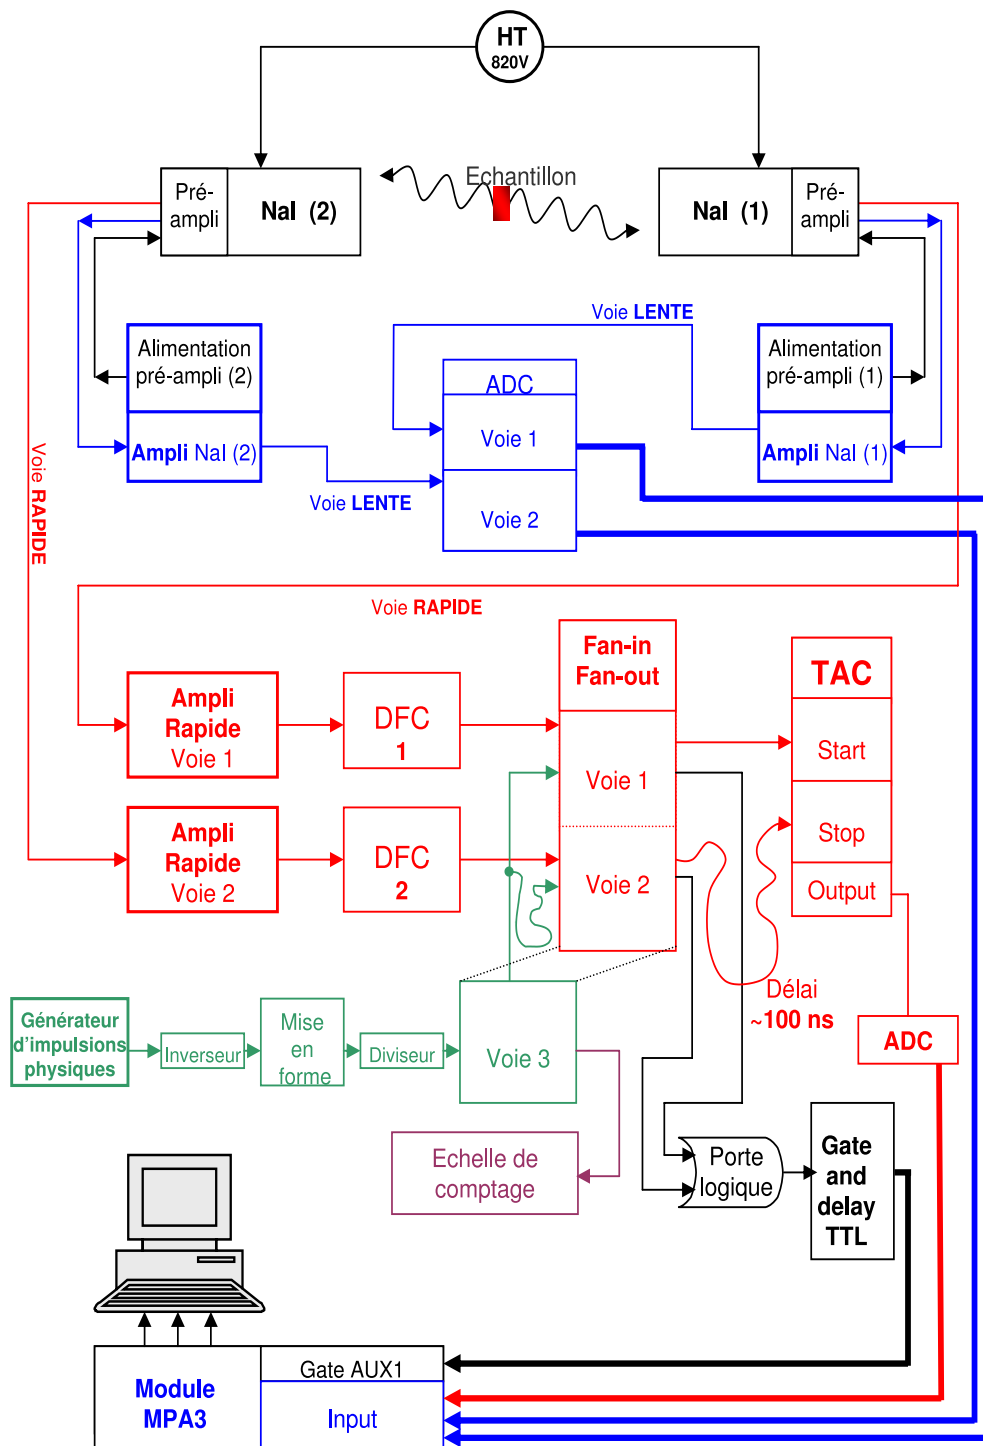 HT
820V
Echantillon
Pré-
ampli
NaI (2)
NaI (1)
Pré-
ampli
Voie LENTE
Alimentation
pré-ampli (2)
Ampli NaI (2)
ADC
Voie 1
Voie 2
Alimentation
pré-ampli (1)
Ampli NaI (1)
Voie LENTE
Voie RAPIDE
Voie RAPIDE
Fan-in
Fan-out
Voie 1
Voie 2
TAC
Start
Stop
Output
Ampli
Rapide
Voie 1
DFC
1
Ampli
Rapide
Voie 2
DFC
2
Délai
~100 ns
Générateur
d'impulsions
physiques
Inverseur
Mise
en
forme
Diviseur
Voie 3
ADC
Echelle de
comptage
Porte
logique
Gate
and
delay
TTL
Module
MPA3
Gate AUX1
Input